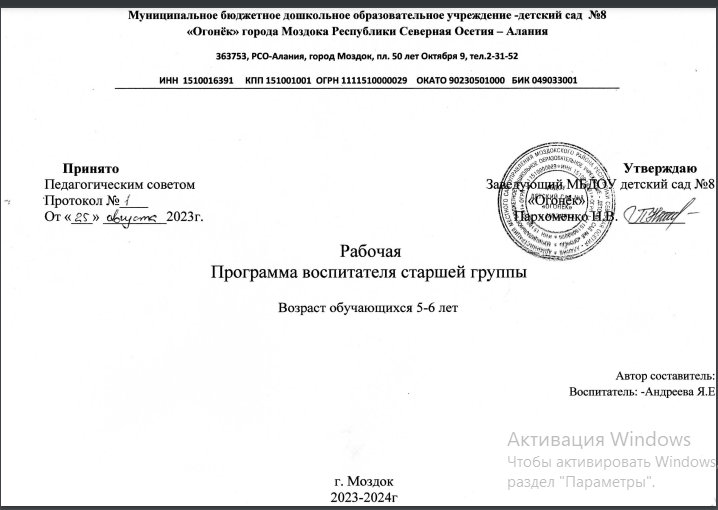 Муниципальное бюджетное дошкольное образовательное учреждение -детский сад №8
«Огонёк» города Моздока Республики Северная Осетия – Алания
363753, РСО-Алания, город Моздок, пл. 50 лет Октября 9, тел.2-31-52
ИНН 1510016391 КПП 151001001 ОГРН 1111510000029 ОКАТО 90230501000 БИК 049033001
Принято
Педагогическим советом
Протокол № 1
От « 25 » августа 2023г.
Утверждаю
Заведующий МБДОУ детский сад №8
«Огонёк»
Пархоменко Н.В.
Рабочая
Программа воспитателя старшей группы
Возраст обучающихся 5-6 лет
Автор составитель:
Воспитатель: -Андреева Я.Е
Активация Windows
Чтобы активировать Windows
раздел "Параметры".
г. Моздок
2023-2024г